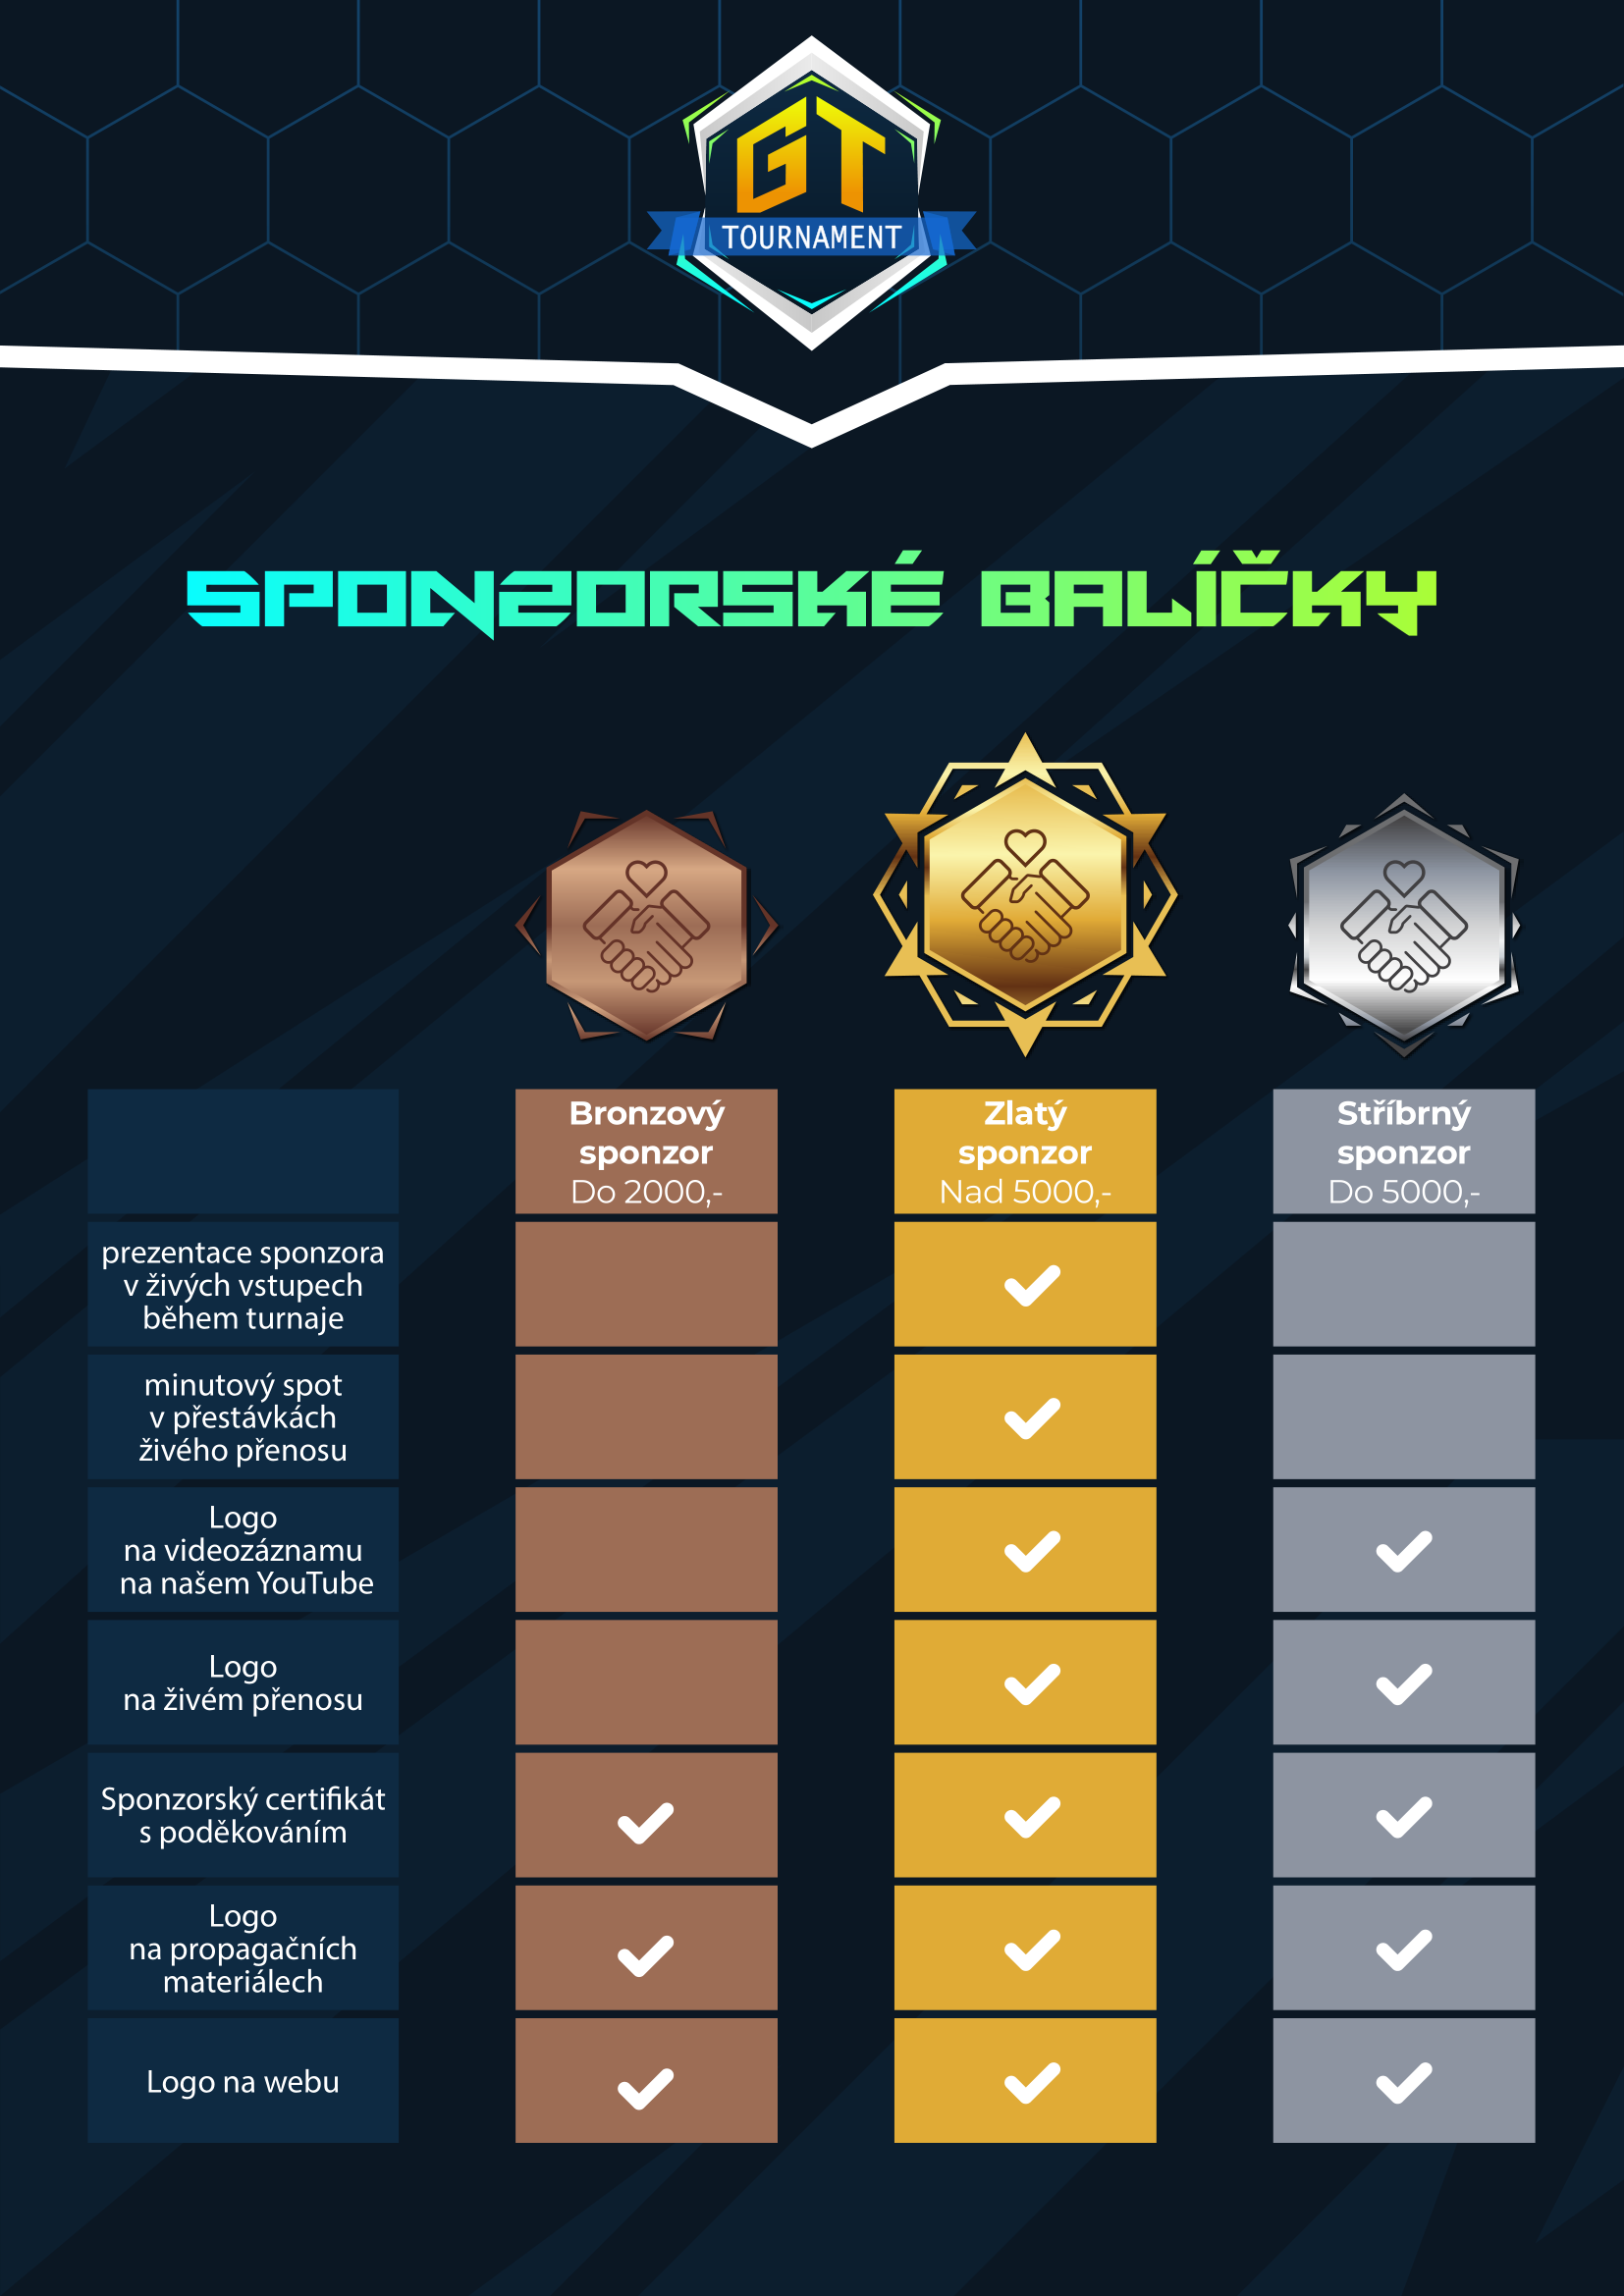 GT
TOURNAMENT
SPONZORSKÉ BALÍČKY
Bronzový
sponzor
Do 2000,-
Zlatý
sponzor
Nad 5000,-
Stříbrný
sponzor
Do 5000,-
prezentace sponzora
v živých vstupech
během turnaje
minutový spot
v přestávkách
živého přenosu
Logo
na videozáznamu
na našem YouTube
Logo
na živém přenosu
Sponzorský certifikát
s poděkováním
Logo
na propagačních
materiálech
Logo na webu